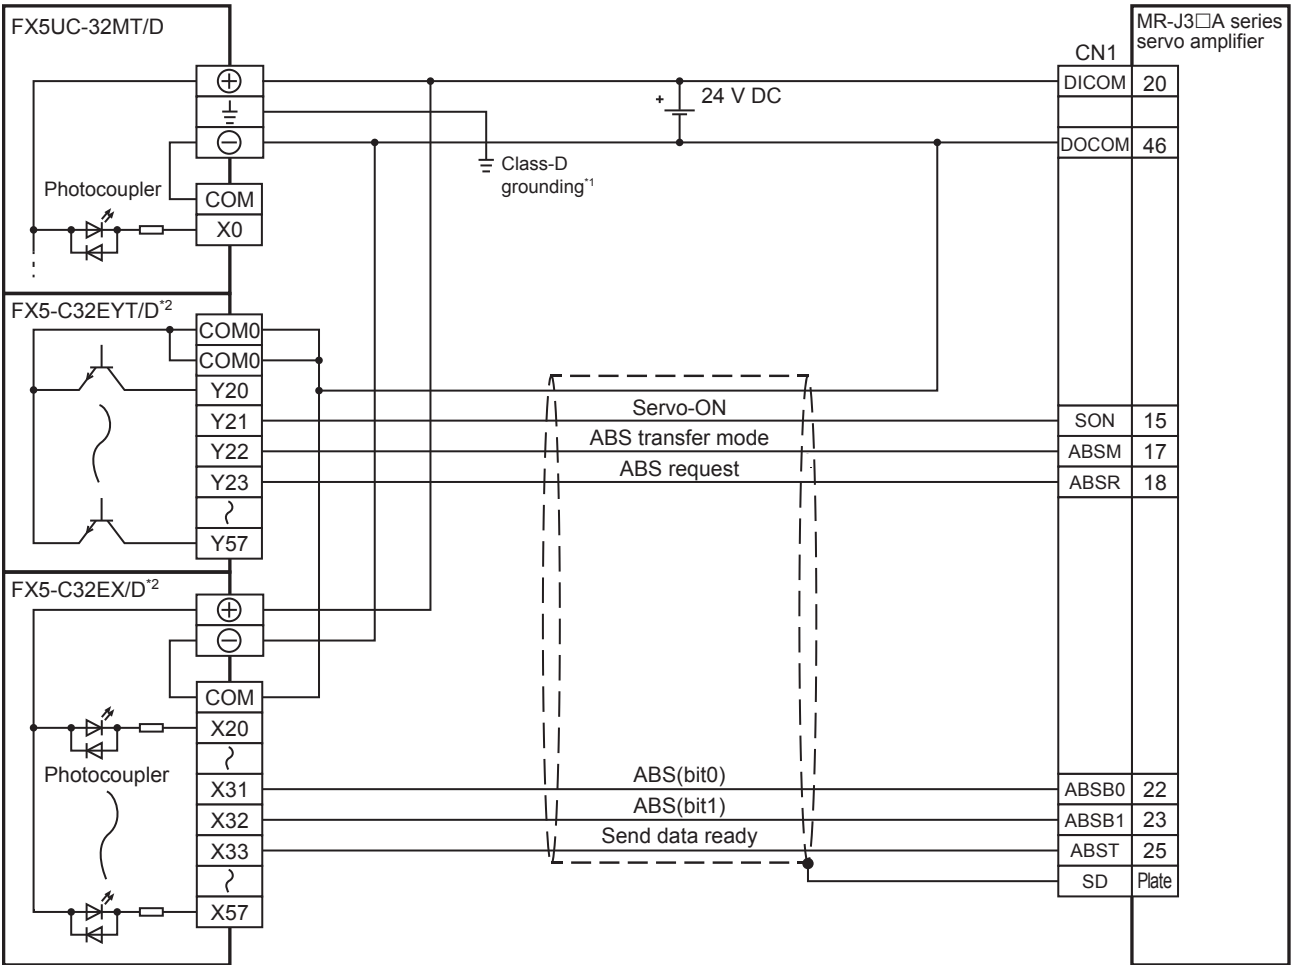 FX5UC-32MT/D
MR-J3□A series
servo amplifier
CN1
DICOM 20
+
24 V DC
DOCOM 46
Class-D
grounding*1
Photocoupler
COM
X0
FX5-C32EYT/D*2
COM0
COM0
Y20
Servo-ON
Y21
SON 15
ABS transfer mode
Y22
ABSM 17
ABS request
Y23
ABSR 18
Y57
FX5-C32EX/D*2
COM
X20
Photocoupler
ABS(bit0)
X31
ABSB0 22
ABS(bit1)
X32
ABSB1 23
Send data ready
X33
ABST 25
SD Plate
X57